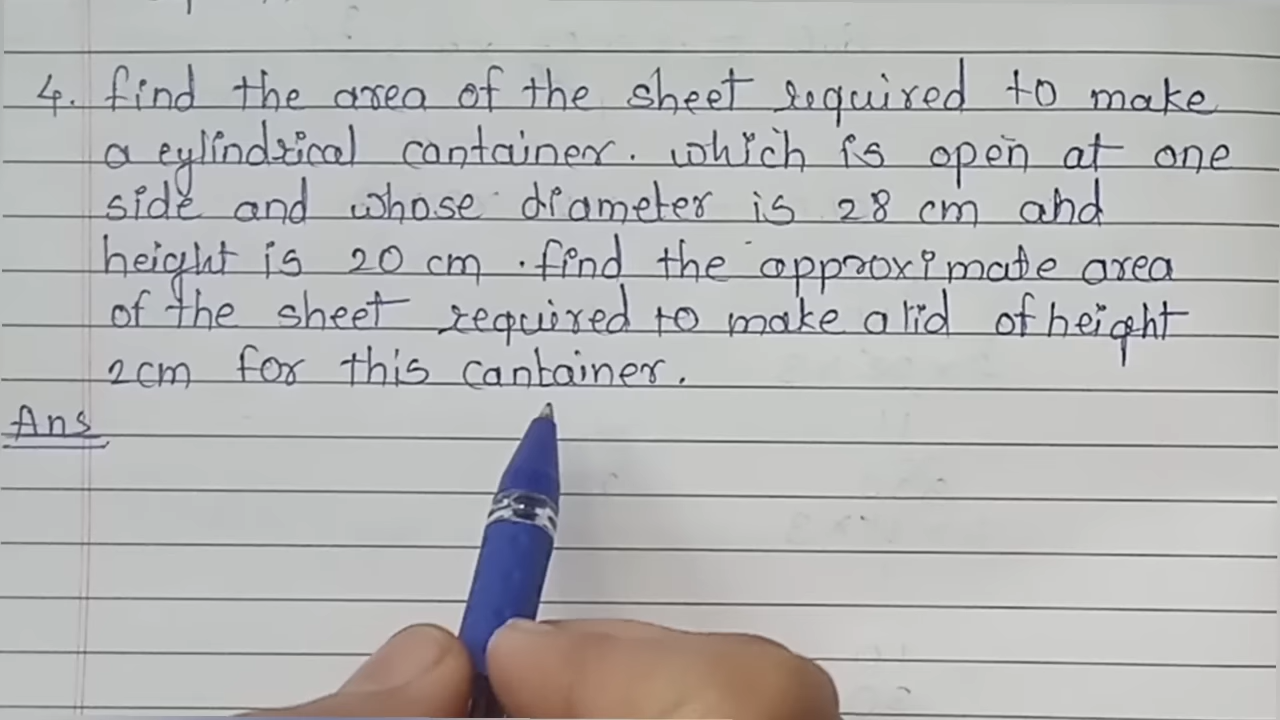 4. find the area of the sheet required to make
a cylindrical cantainer. which is open at one
side and whose diameter is 28 cm and
height is 20 cm. find the approximate area
of the sheet required to make a lid of height
2cm for this cantainer.
Ans